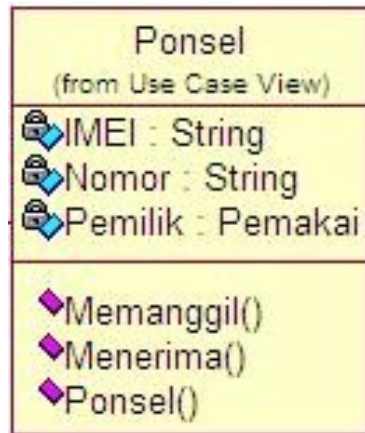 Ponsel
(from Use Case View)
IMEI : String
Nomor : String
Pemilik : Pemakai
Memanggil()
Menerima()
Ponsel()